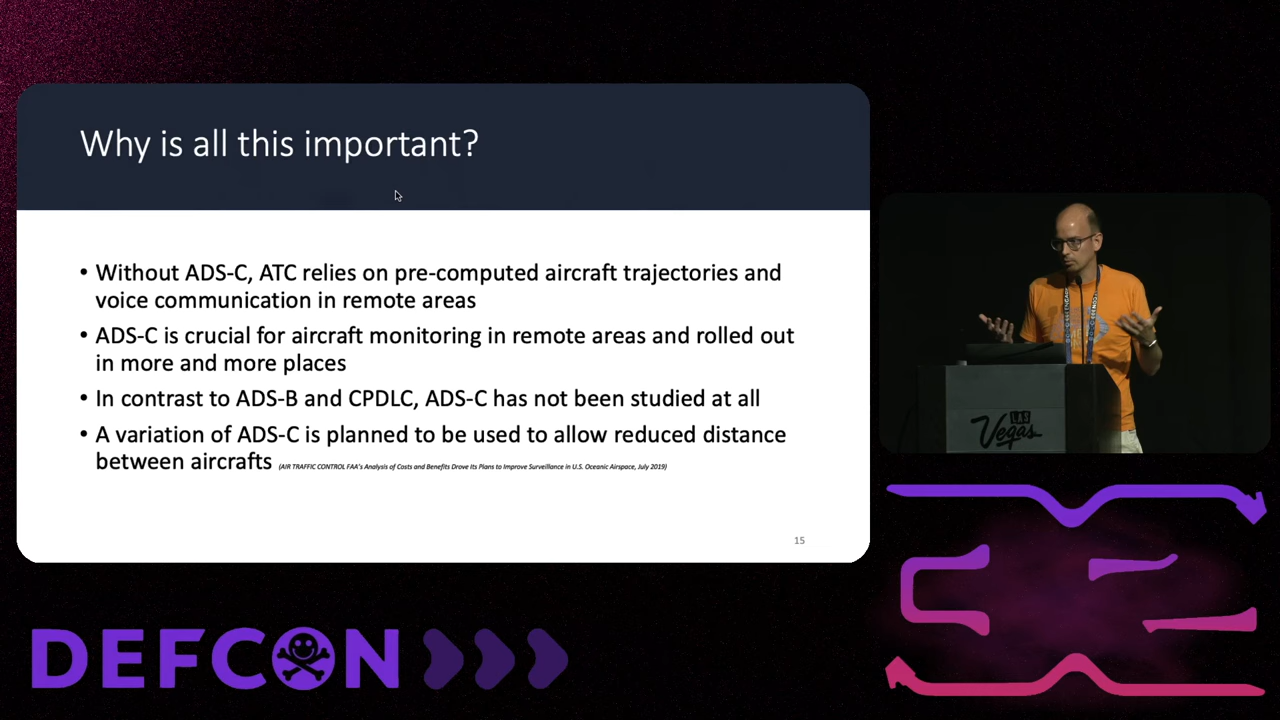 Why is all this important?
• Without ADS-C, ATC relies on pre-computed aircraft trajectories and
voice communication in remote areas
• ADS-C is crucial for aircraft monitoring in remote areas and rolled out
in more and more places
• In contrast to ADS-B and CPDLC, ADS-C has not been studied at all
• A variation of ADS-C is planned to be used to allow reduced distance
between aircrafts (AIR TRAFFIC CONTROL FAA's Analysis of Costs and Benefits Drove Its Plans to Improve Surveillance in U.S. Oceanic Airspace, July 2019)
15
LAS
Vegas
DEFCON